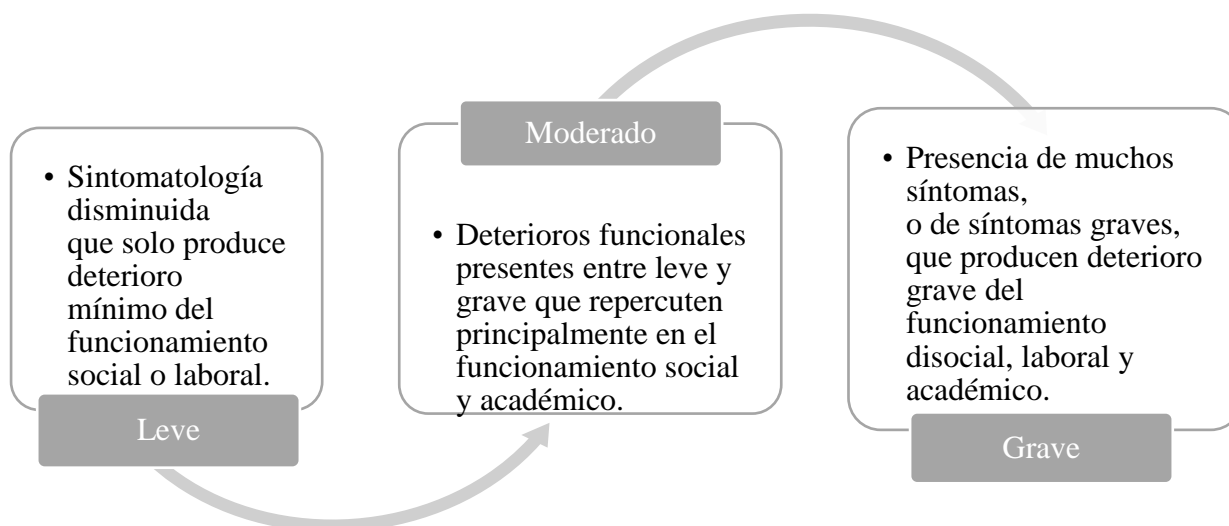 • Sintomatología
disminuida
que solo produce
deterioro
mínimo del
funcionamiento
social o laboral.
Leve
Moderado
• Deterioros funcionales
presentes entre leve y
grave que repercuten
principalmente en el
funcionamiento social
y académico.
• Presencia de muchos
síntomas,
o de síntomas graves,
que producen deterioro
grave del
funcionamiento
disocial, laboral y
académico.
Grave